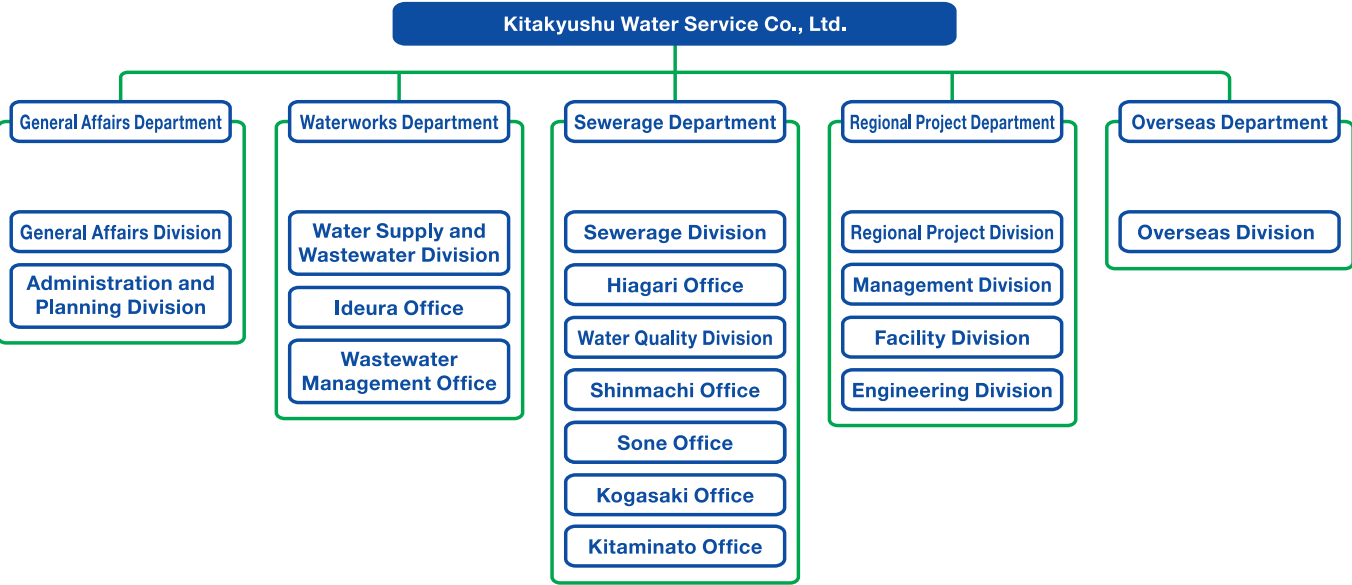 Kitakyushu Water Service Co., Ltd.
General Affairs Department
General Affairs Division
Administration and
Planning Division
Waterworks Department
Water Supply and
Wastewater Division
Ideura Office
Wastewater
Management Office
Sewerage Department
Sewerage Division
Hiagari Office
Water Quality Division
Shinmachi Office
Sone Office
Kogasaki Office
Kitaminato Office
Regional Project Department
Regional Project Division
Management Division
Facility Division
Engineering Division
Overseas Department
Overseas Division